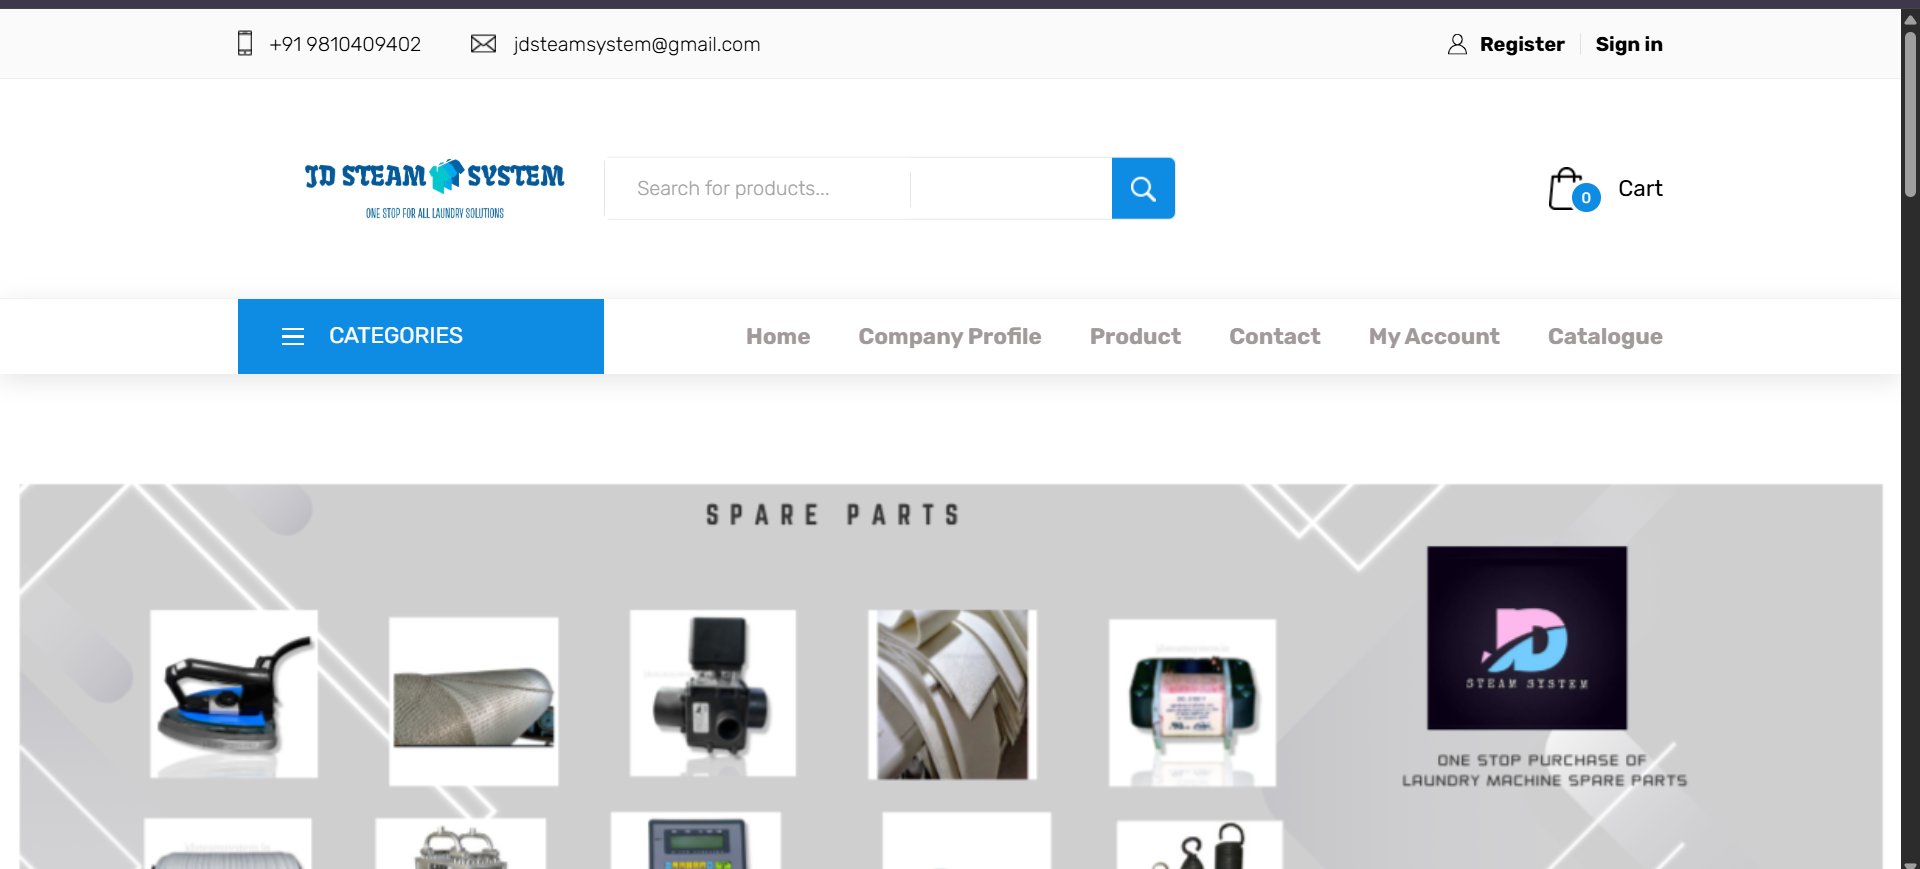 +91 9810409402 jdsteamsystem@gmail.com Register Sign in
JD STEAM SYSTEM
ONE STOP FOR ALL LAUNDRY SOLUTIONS
Search for products...
0 Cart
CATEGORIES Home Company Profile Product Contact My Account Catalogue
SPARE PARTS
JD
STEAM SYSTEM
ONE STOP PURCHASE OF
LAUNDRY MACHINE SPARE PARTS